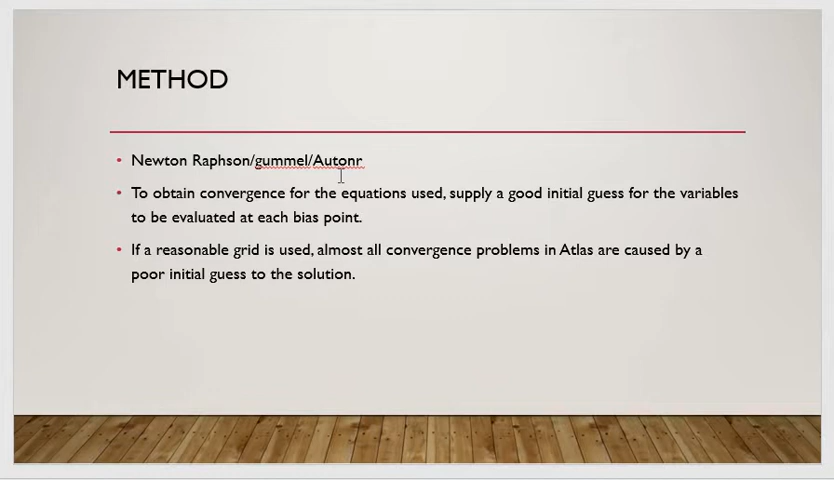 METHOD
• Newton Raphson/gummel/Autonr
• To obtain convergence for the equations used, supply a good initial guess for the variables
to be evaluated at each bias point.
• If a reasonable grid is used, almost all convergence problems in Atlas are caused by a
poor initial guess to the solution.